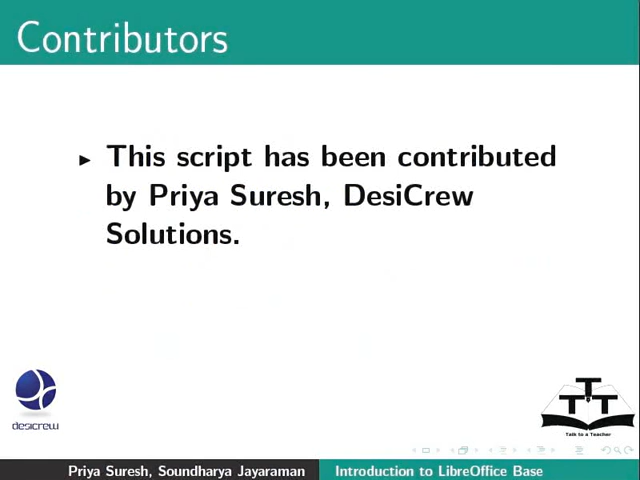 Contributors
This script has been contributed
by Priya Suresh, DesiCrew
Solutions.
desicrew
T
T T
Talk to a Teacher
Priya Suresh, Soundharya Jayaraman
Introduction to LibreOffice Base